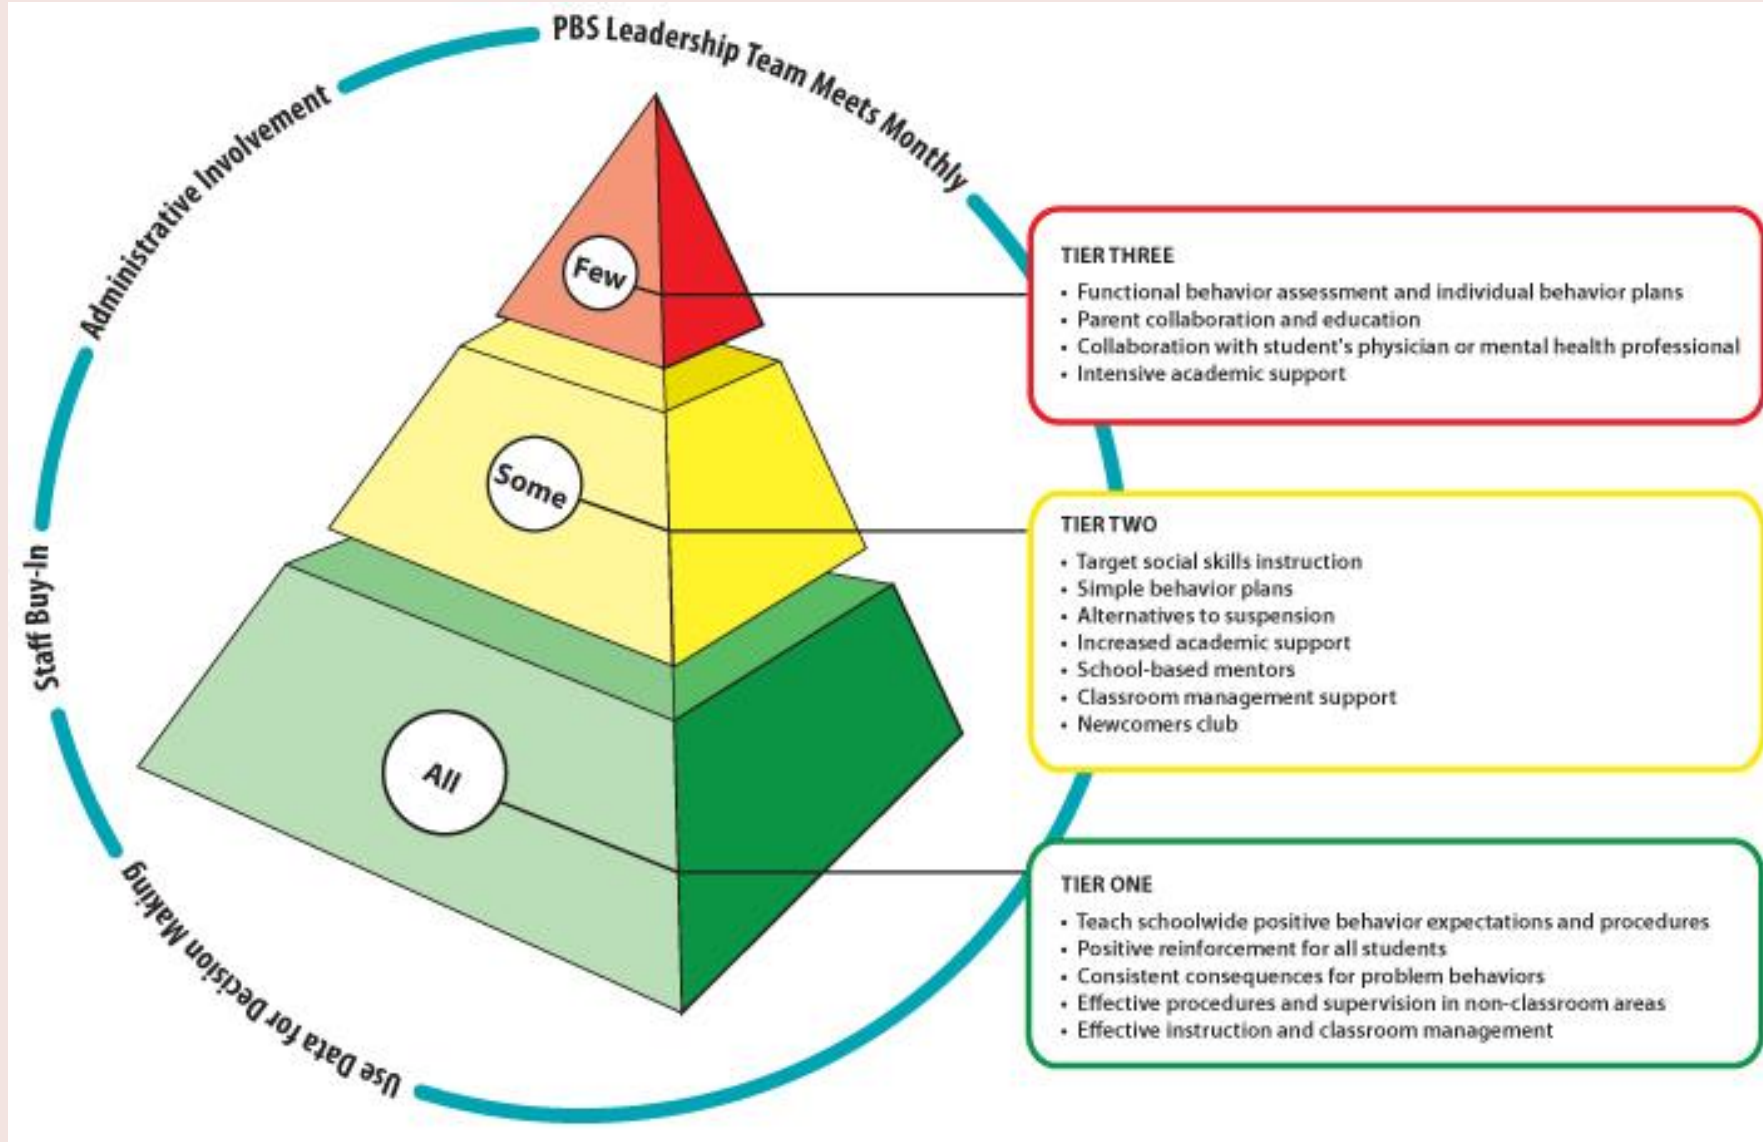 PBS Leadership Team Meets Monthly
Administrative Involvement
Staff Buy-In
Use Data for Decision Making
Few
Some
All
TIER THREE
• Functional behavior assessment and individual behavior plans
• Parent collaboration and education
• Collaboration with student's physician or mental health professional
• Intensive academic support
TIER TWO
• Target social skills instruction
• Simple behavior plans
• Alternatives to suspension
• Increased academic support
• School-based mentors
• Classroom management support
• Newcomers club
TIER ONE
• Teach schoolwide positive behavior expectations and procedures
• Positive reinforcement for all students
• Consistent consequences for problem behaviors
• Effective procedures and supervision in non-classroom areas
• Effective instruction and classroom management